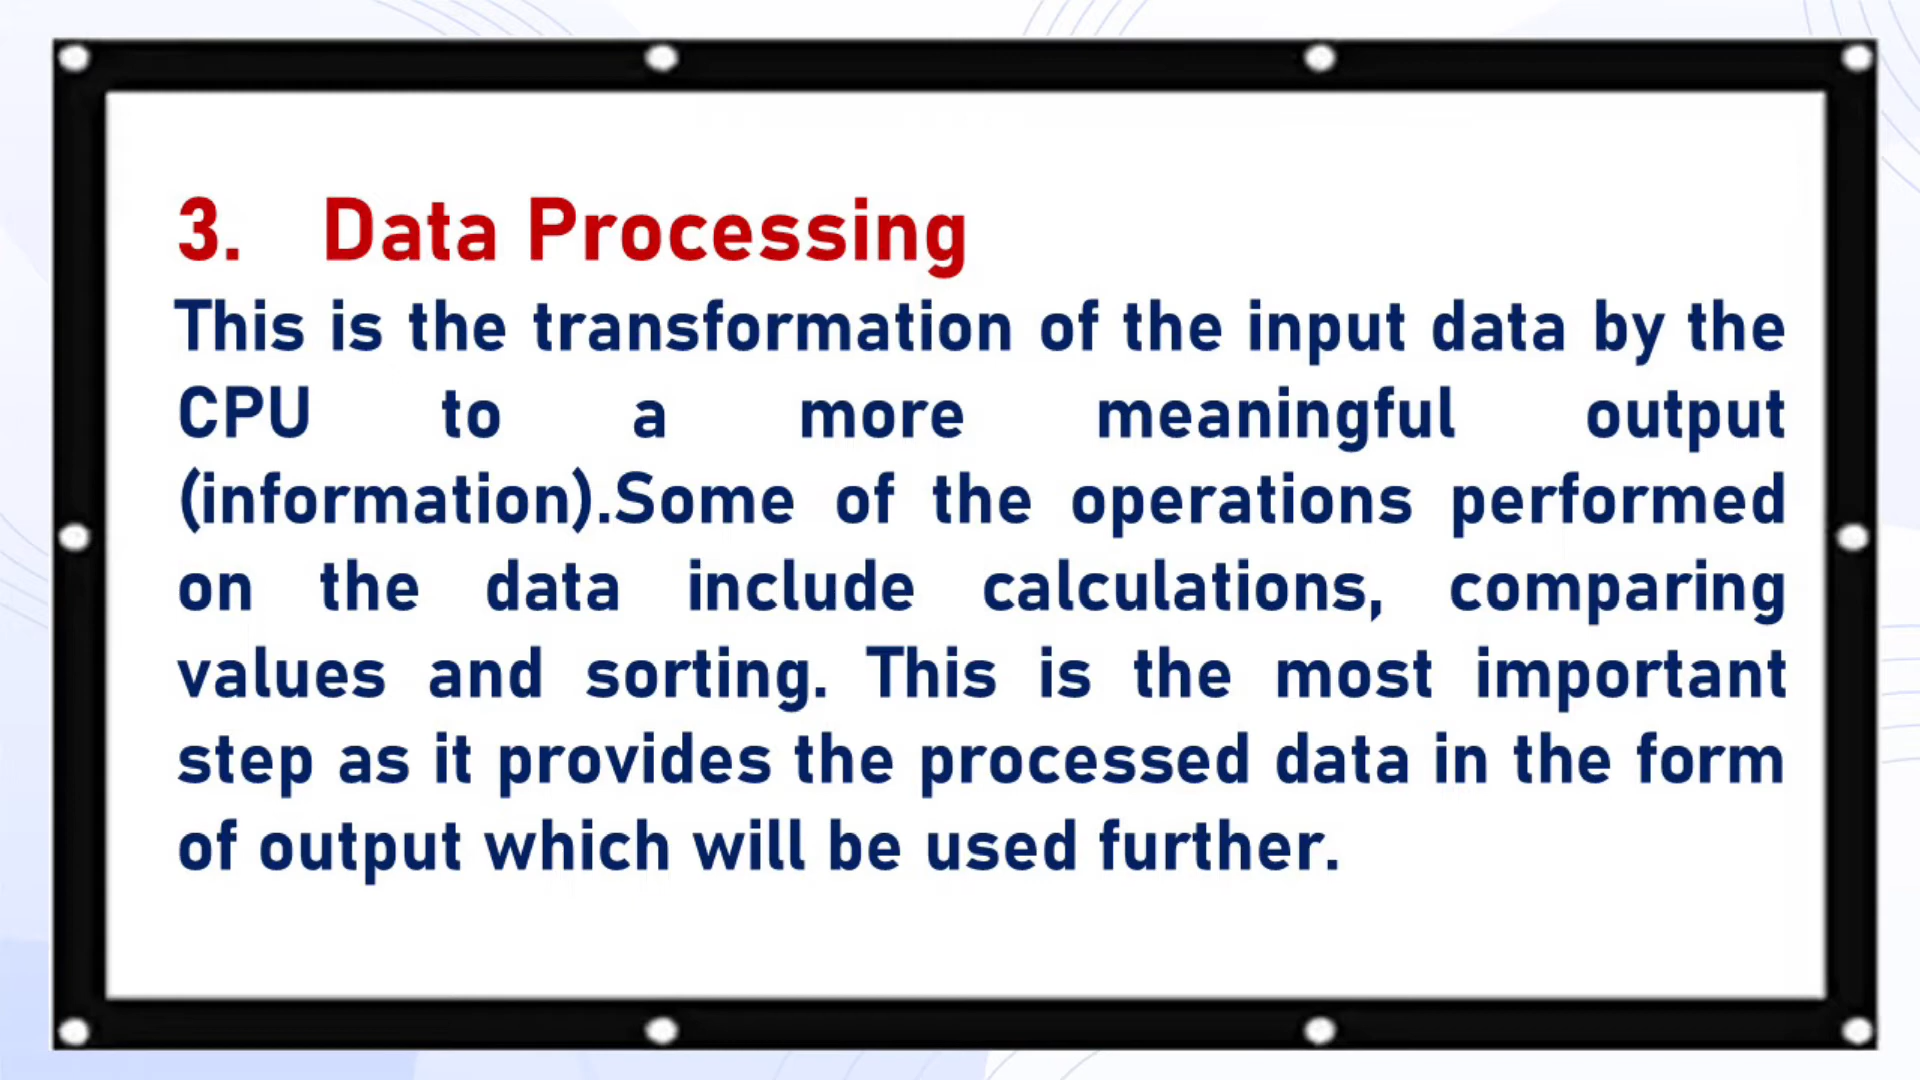 3. Data Processing
This is the transformation of the input data by the
CPU to a more meaningful output
(information).Some of the operations performed
on the data include calculations, comparing
values and sorting. This is the most important
step as it provides the processed data in the form
of output which will be used further.